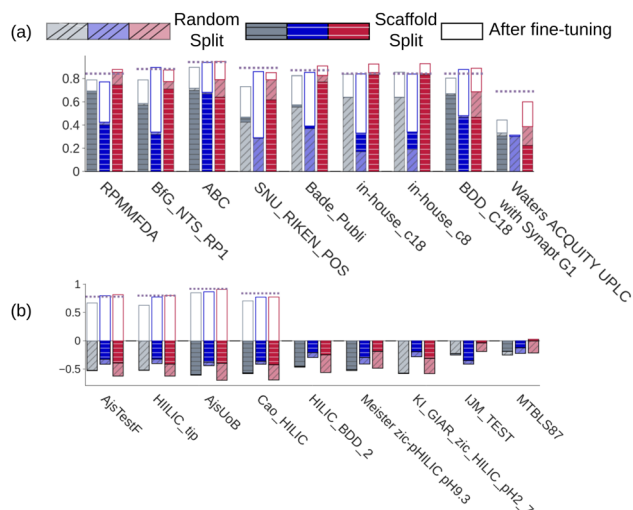 (a)
Random
Split
Scaffold
Split
After fine-tuning
0.8
0.6
0.4
0.2
0
RPMMFDA
BfG_NTS_RP1
ABC
SNU_RIKEN_POS
Bade_Publi
in-house_c18
in-house_c8
BDD_C18
Waters ACQUITY UPLC
with Synapt G1
(b)
1
0.5
0
−0.5
AjsTestF
HIILIC_tip
AjsUoB
Cao_HILIC
HILIC_BDD_2
Meister zic-pHILIC pH9.3
KI_GIAR_zic_HILIC_pH2_
IJM_TEST
MTBLS87